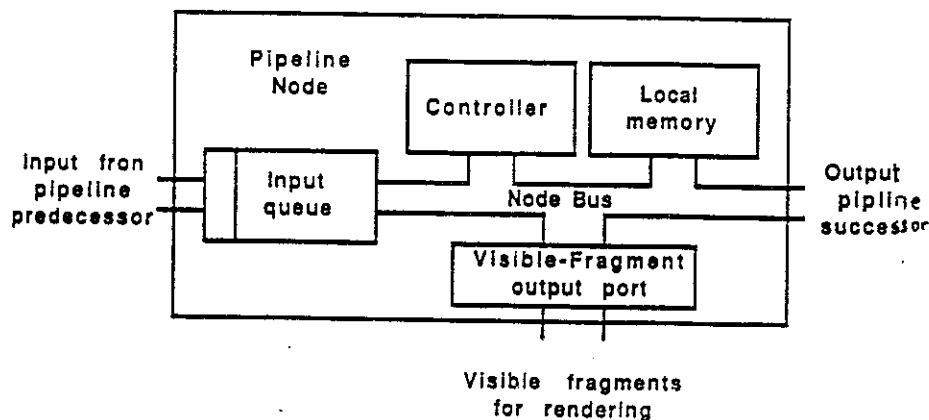 Pipeline
Node
Controller
Local
memory
Input fron
pipeline
predecessor
Input
queue
Node Bus
Output
pipline
successor
Visible-Fragment
output port
Visible fragments
for rendering